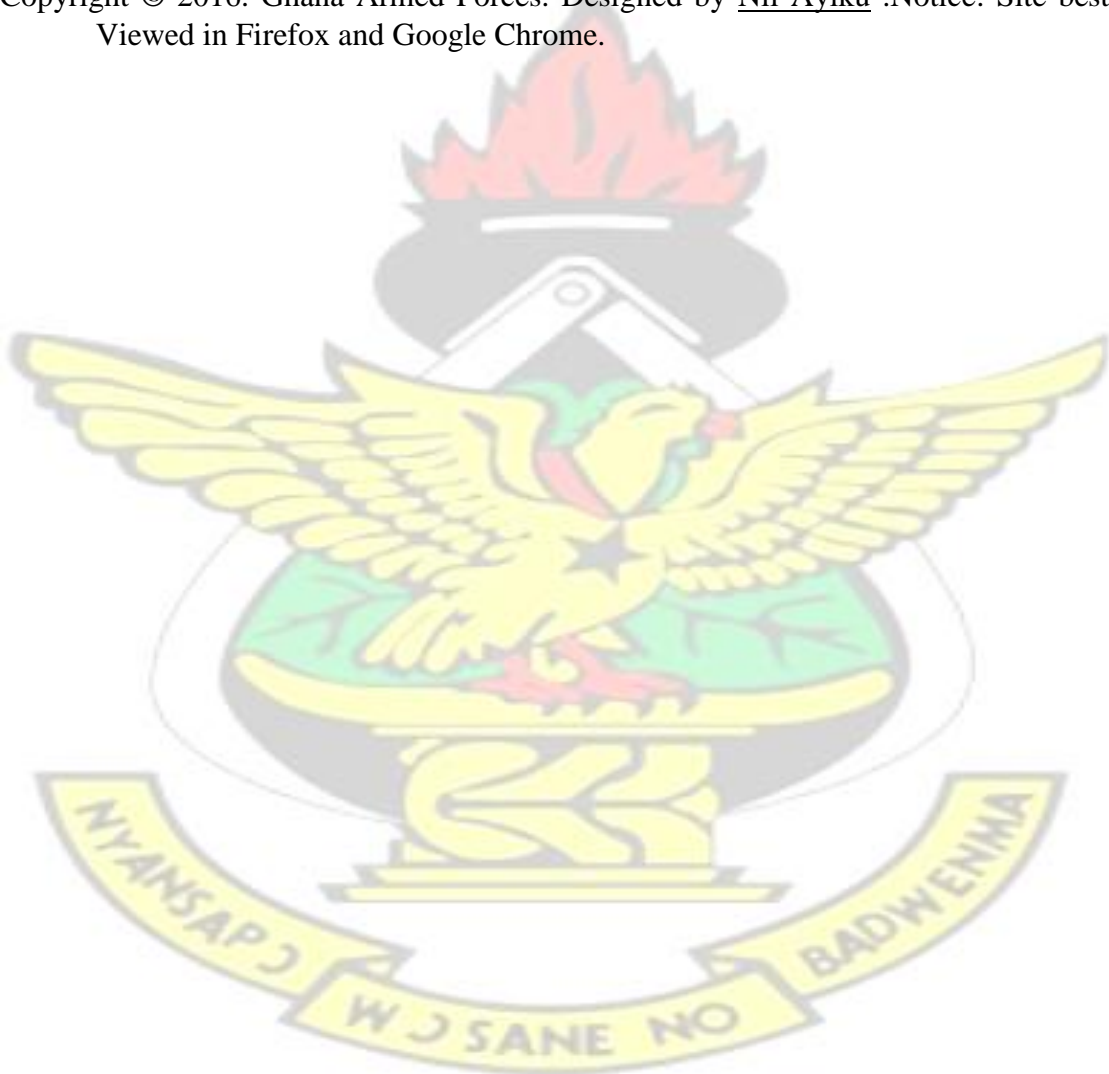 Copyright © Ghana Armed Forces. Designed by Nii Ayiku .Notice: Site best
Viewed in Firefox and Google Chrome.
NYANSAPƆ
WƆ SANE NO
BADWENMA